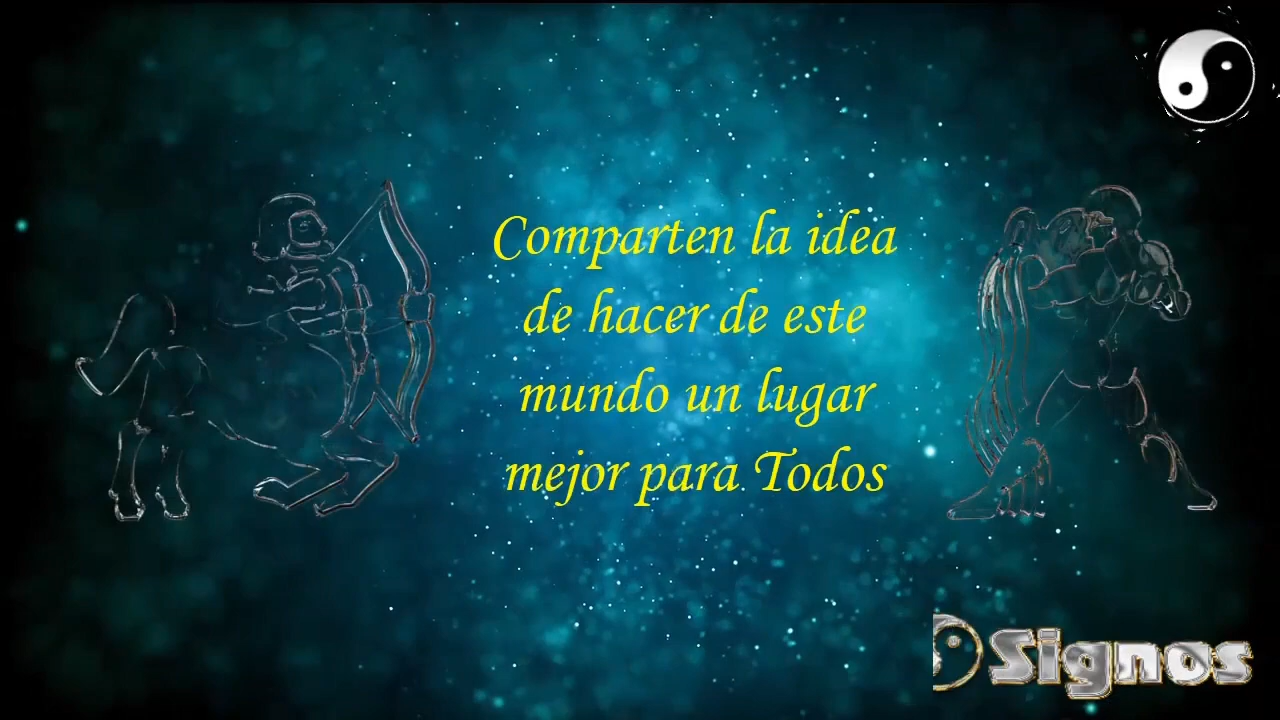 Comparten la idea
de hacer de este
mundo un lugar
mejor para Todos
Signos